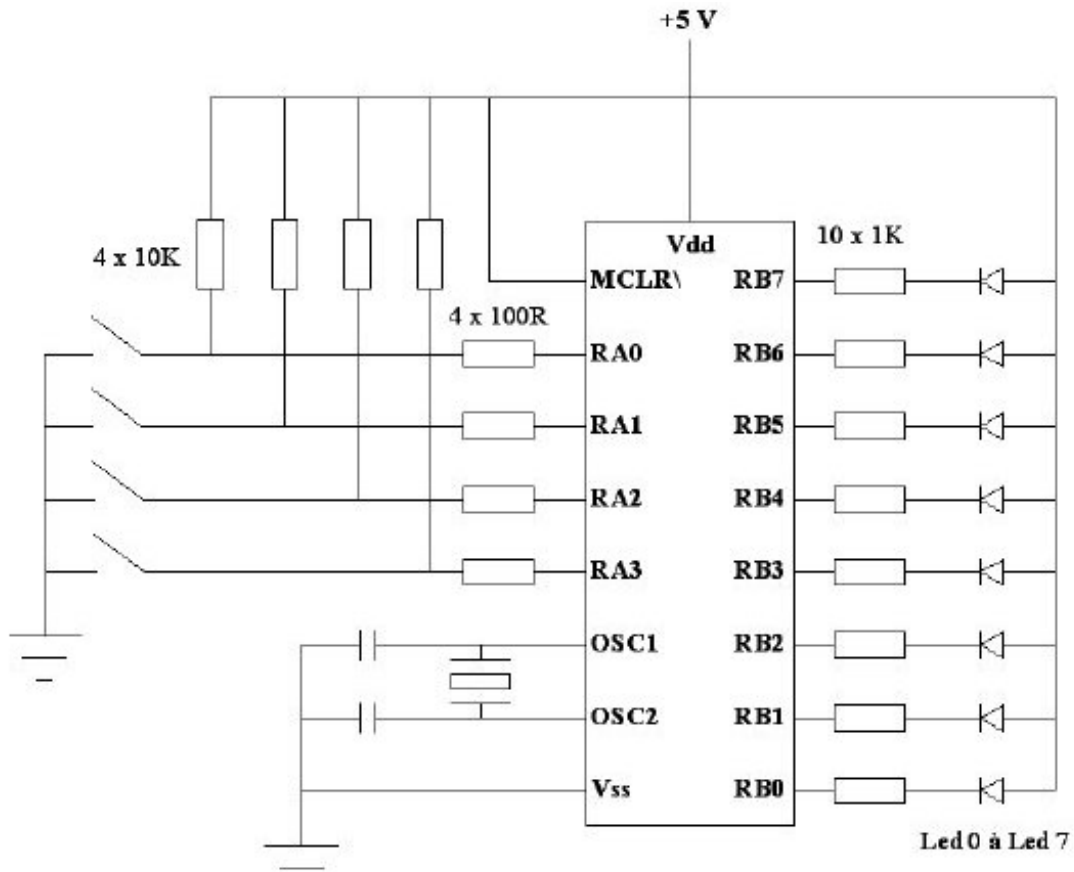 +5 V
4 x 10K
4 x 100R
10 x 1K
Vdd
MCLR\ RB7
RA0 RB6
RA1 RB5
RA2 RB4
RA3 RB3
OSC1 RB2
OSC2 RB1
Vss RB0
Led 0 à Led 7